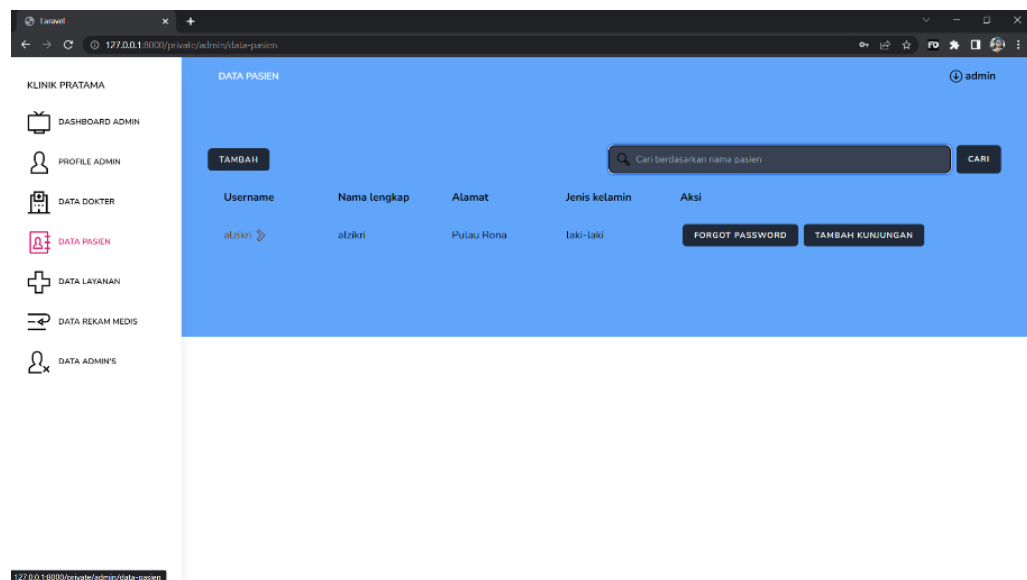 Laravel
127.0.0.1:8000/private/admin/data-pasien
KLINIK PRATAMA
DASHBOARD ADMIN
PROFILE ADMIN
DATA DOKTER
DATA PASIEN
DATA LAYANAN
DATA REKAM MEDIS
DATA ADMIN'S
DATA PASIEN
admin
TAMBAH
Cari berdasarkan nama pasien
CARI
Username Nama lengkap Alamat Jenis kelamin Aksi
alzikri alzikri Pulau Rona laki-laki FORGOT PASSWORD TAMBAH KUNJUNGAN
127.0.0.1:8000/private/admin/data-pasien